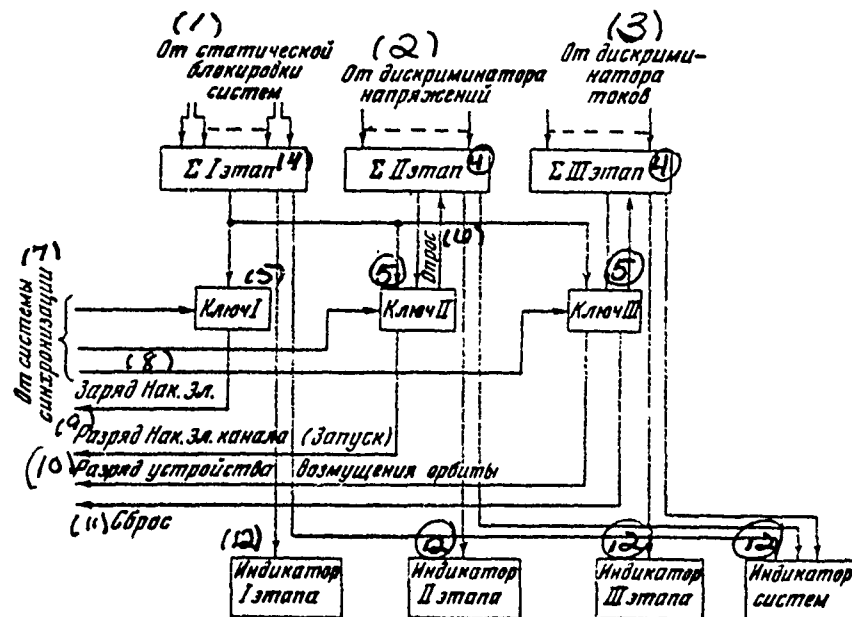 (1)
От статической
блокировки
систем
(2)
От дискриминатора
напряжений
(3)
От дискрими-
натора
токов
Σ I этап (4)
Σ II этап (4)
Σ III этап (4)
Опрос (6)
(7)
От системы
синхронизации
(5)
Ключ I
(5)
Ключ II
(5)
Ключ III
(8)
Заряд Нак. Эл.
(9) Разряд Нак. Эл. канала (Запуск)
(10) Разряд устройства возмущения орбиты
(11) Сброс
(12)
Индикатор
I этапа
(12)
Индикатор
II этапа
(12)
Индикатор
III этапа
(12)
Индикатор
систем